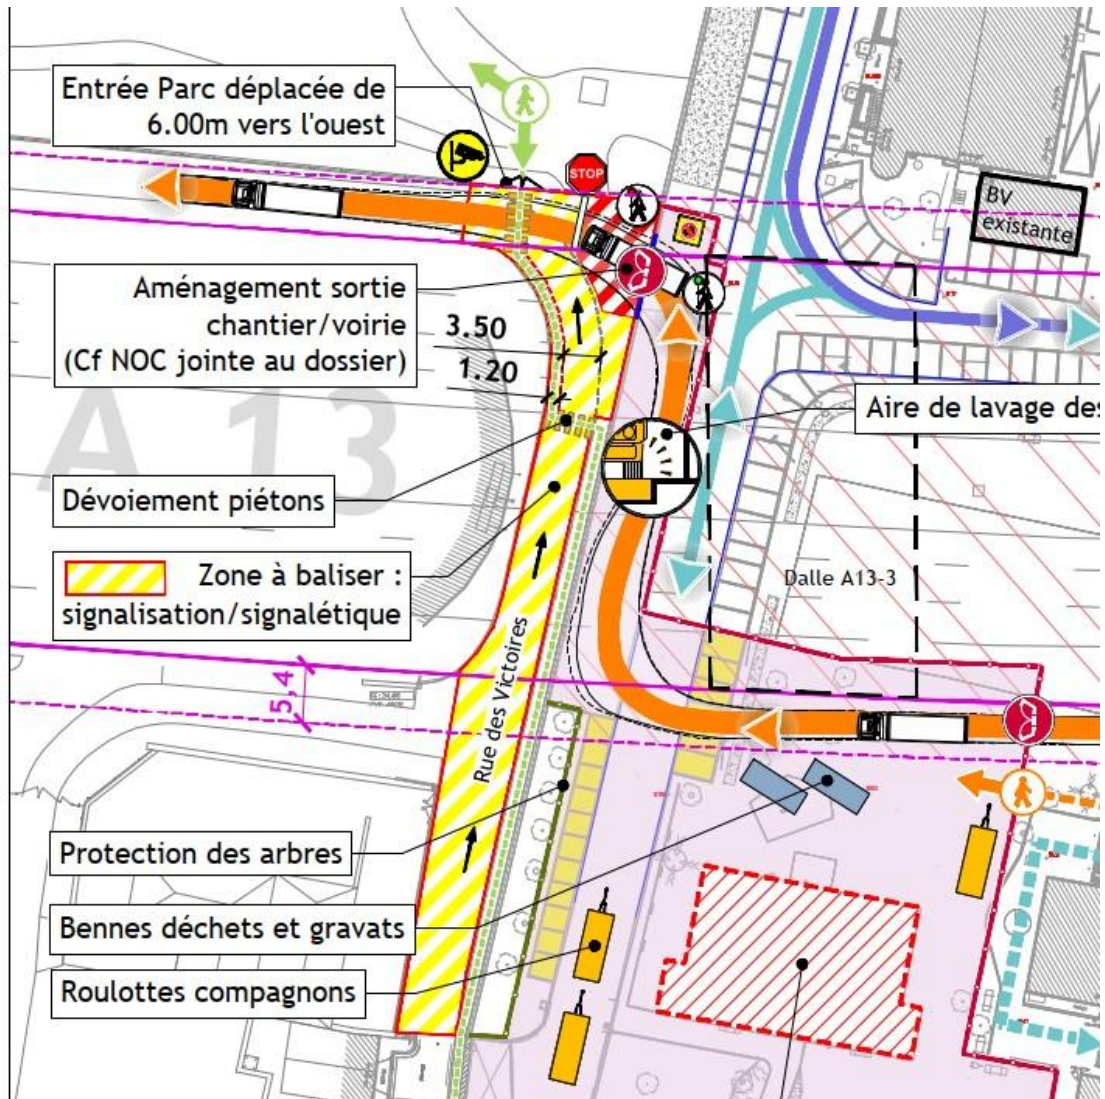 Entrée Parc déplacée de
6.00m vers l'ouest
STOP
BV
existante
Aménagement sortie
chantier/voirie
(Cf NOC jointe au dossier)
3.50
1.20
A 13
Aire de lavage des
Dévoiement piétons
Zone à baliser :
signalisation/signalétique
Dalle A13-3
Rue des Victoires
5,4
Protection des arbres
Bennes déchets et gravats
Roulottes compagnons